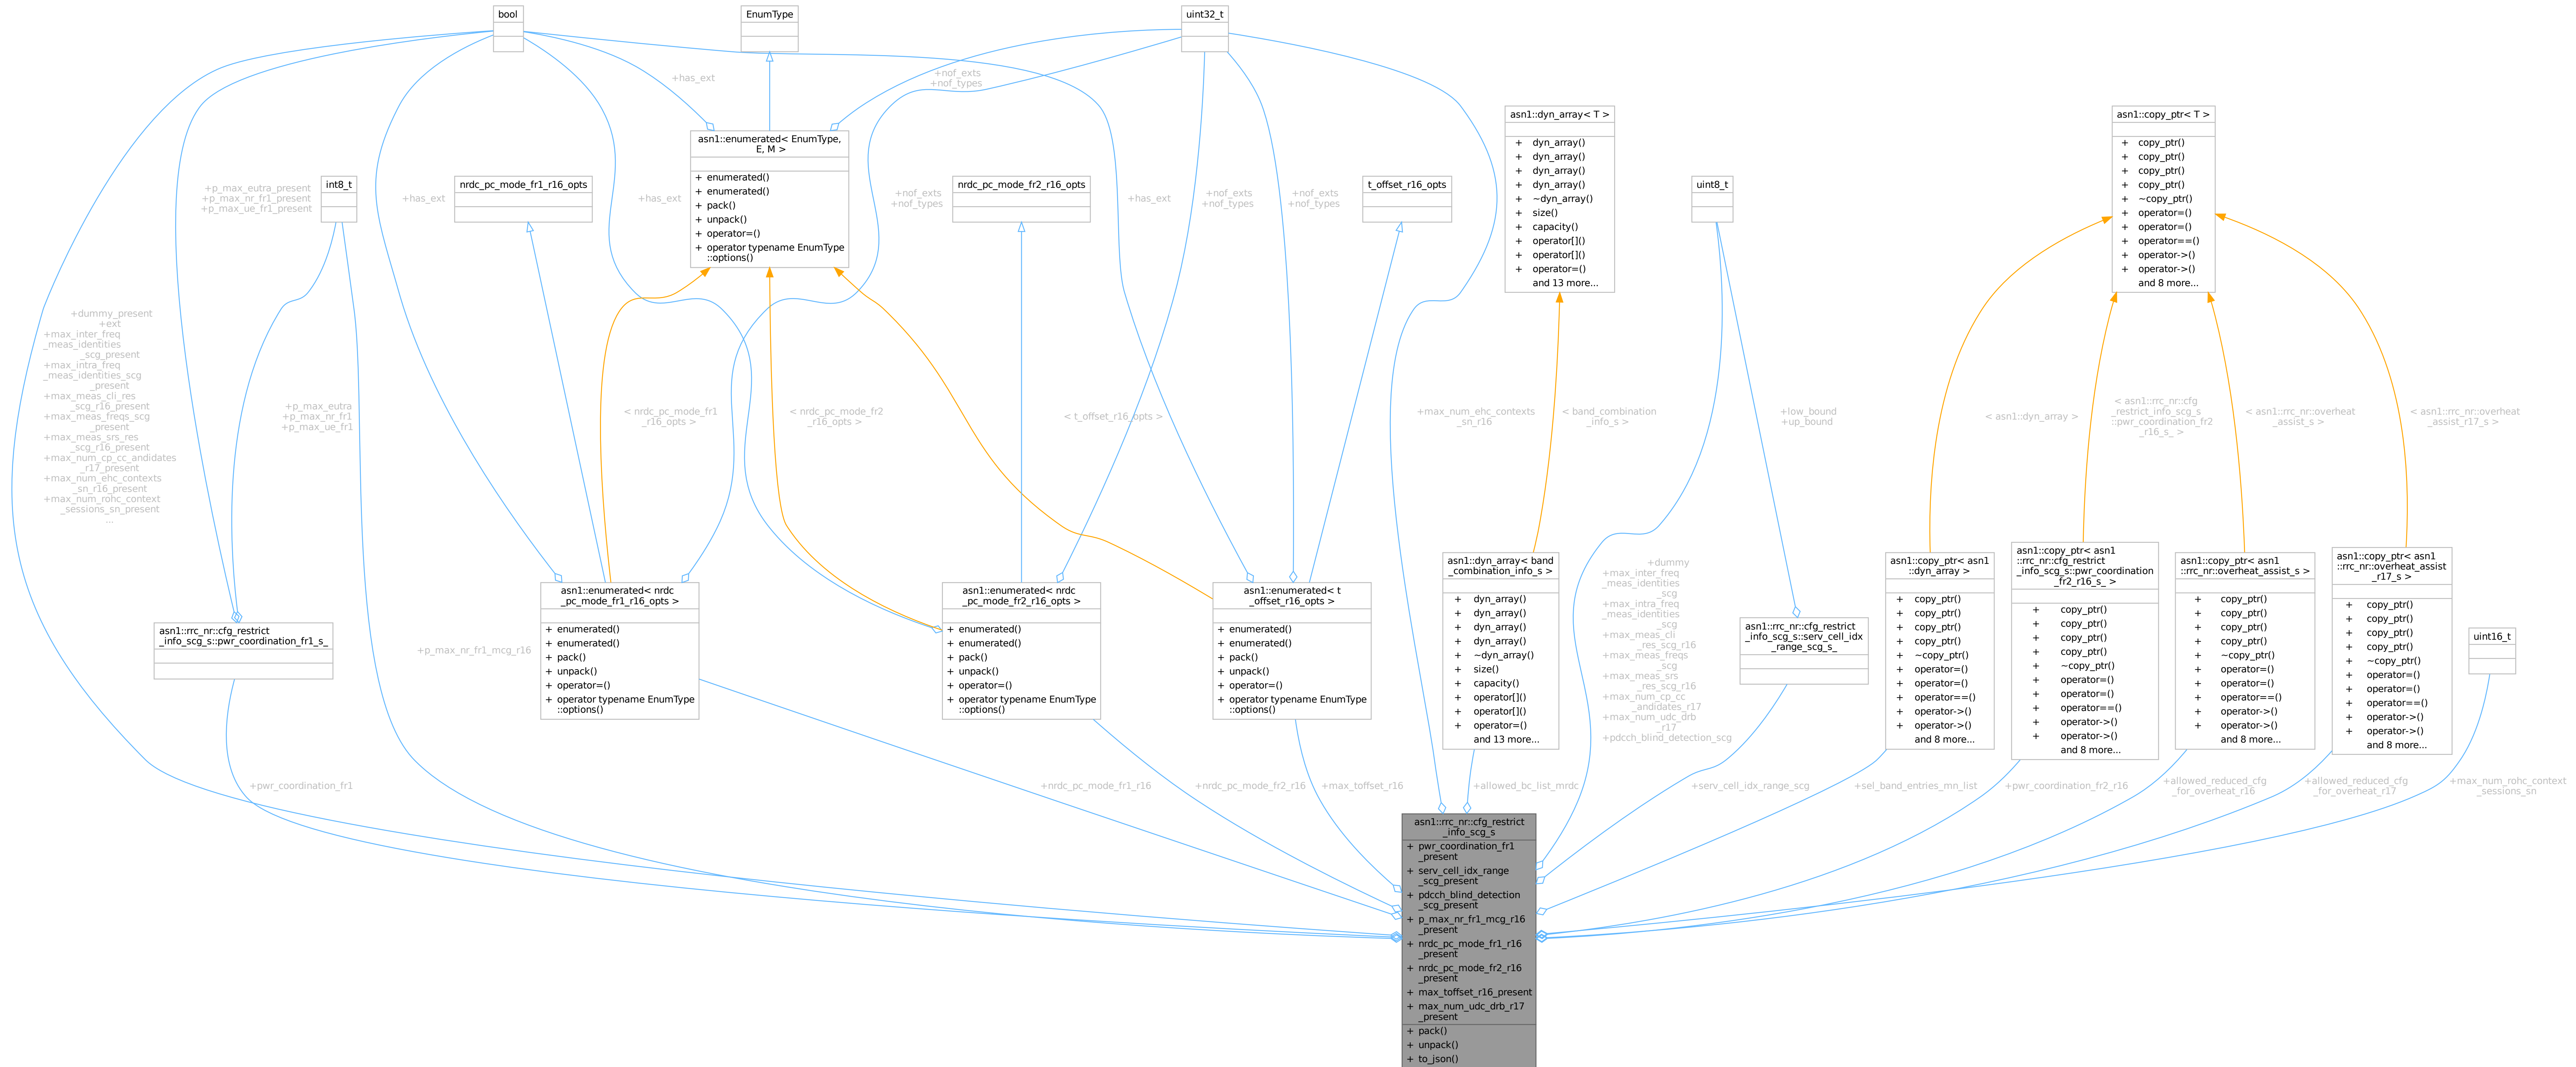 bool
EnumType
uint32_t
+has_ext
+nof_exts
+nof_types
asn1::dyn_array< T >
+ dyn_array()
+ dyn_array()
+ dyn_array()
+ dyn_array()
+ ~dyn_array()
+ size()
+ capacity()
+ operator[]()
+ operator[]()
+ operator=()
and 13 more...
asn1::copy_ptr< T >
+ copy_ptr()
+ copy_ptr()
+ copy_ptr()
+ copy_ptr()
+ ~copy_ptr()
+ operator=()
+ operator=()
+ operator==()
+ operator->()
+ operator->()
and 8 more...
asn1::enumerated< EnumType,
E, M >
+ enumerated()
+ enumerated()
+ pack()
+ unpack()
+ operator=()
+ operator typename EnumType
::options()
+p_max_eutra_present
+p_max_nr_fr1_present
+p_max_ue_fr1_present
int8_t
+has_ext
nrdc_pc_mode_fr1_r16_opts
+has_ext
+nof_exts
+nof_types
nrdc_pc_mode_fr2_r16_opts
+has_ext
+nof_exts
+nof_types
+nof_exts
+nof_types
t_offset_r16_opts
uint8_t
+dummy_present
+ext
+max_inter_freq
_meas_identities
_scg_present
+max_intra_freq
_meas_identities_scg
_present
+max_meas_cli_res
_scg_r16_present
+max_meas_freqs_scg
_present
+max_meas_srs_res
_scg_r16_present
+max_num_cp_cc_andidates
_r17_present
+max_num_ehc_contexts
_sn_r16_present
+max_num_rohc_context
_sessions_sn_present
...
+p_max_eutra
+p_max_nr_fr1
+p_max_ue_fr1
< nrdc_pc_mode_fr1
_r16_opts >
< nrdc_pc_mode_fr2
_r16_opts >
< t_offset_r16_opts >
+max_num_ehc_contexts
_sn_r16
< band_combination
_info_s >
+low_bound
+up_bound
< asn1::dyn_array >
< asn1::rrc_nr::cfg
_restrict_info_scg_s
::pwr_coordination_fr2
_r16_s_ >
< asn1::rrc_nr::overheat
_assist_s >
< asn1::rrc_nr::overheat
_assist_r17_s >
asn1::rrc_nr::cfg_restrict
_info_scg_s::pwr_coordination_fr1_s_
+p_max_nr_fr1_mcg_r16
asn1::enumerated< nrdc
_pc_mode_fr1_r16_opts >
+ enumerated()
+ enumerated()
+ pack()
+ unpack()
+ operator=()
+ operator typename EnumType
::options()
asn1::enumerated< nrdc
_pc_mode_fr2_r16_opts >
+ enumerated()
+ enumerated()
+ pack()
+ unpack()
+ operator=()
+ operator typename EnumType
::options()
asn1::enumerated< t
_offset_r16_opts >
+ enumerated()
+ enumerated()
+ pack()
+ unpack()
+ operator=()
+ operator typename EnumType
::options()
asn1::dyn_array< band
_combination_info_s >
+ dyn_array()
+ dyn_array()
+ dyn_array()
+ dyn_array()
+ ~dyn_array()
+ size()
+ capacity()
+ operator[]()
+ operator[]()
+ operator=()
and 13 more...
+dummy
+max_inter_freq
_meas_identities
_scg
+max_intra_freq
_meas_identities
_scg
+max_meas_cli
_res_scg_r16
+max_meas_freqs
_scg
+max_meas_srs
_res_scg_r16
+max_num_cp_cc
_andidates_r17
+max_num_udc_drb
_r17
+pdcch_blind_detection_scg
asn1::rrc_nr::cfg_restrict
_info_scg_s::serv_cell_idx
_range_scg_s_
asn1::copy_ptr< asn1
::dyn_array >
+ copy_ptr()
+ copy_ptr()
+ copy_ptr()
+ copy_ptr()
+ ~copy_ptr()
+ operator=()
+ operator=()
+ operator==()
+ operator->()
+ operator->()
and 8 more...
asn1::copy_ptr< asn1
::rrc_nr::cfg_restrict
_info_scg_s::pwr_coordination
_fr2_r16_s_ >
+ copy_ptr()
+ copy_ptr()
+ copy_ptr()
+ copy_ptr()
+ ~copy_ptr()
+ operator=()
+ operator=()
+ operator==()
+ operator->()
+ operator->()
and 8 more...
asn1::copy_ptr< asn1
::rrc_nr::overheat_assist_s >
+ copy_ptr()
+ copy_ptr()
+ copy_ptr()
+ copy_ptr()
+ ~copy_ptr()
+ operator=()
+ operator=()
+ operator==()
+ operator->()
+ operator->()
and 8 more...
asn1::copy_ptr< asn1
::rrc_nr::overheat_assist
_r17_s >
+ copy_ptr()
+ copy_ptr()
+ copy_ptr()
+ copy_ptr()
+ ~copy_ptr()
+ operator=()
+ operator=()
+ operator==()
+ operator->()
+ operator->()
and 8 more...
uint16_t
+pwr_coordination_fr1
+nrdc_pc_mode_fr1_r16
+nrdc_pc_mode_fr2_r16
+max_toffset_r16
+allowed_bc_list_mrdc
+serv_cell_idx_range_scg
+sel_band_entries_mn_list
+pwr_coordination_fr2_r16
+allowed_reduced_cfg
_for_overheat_r16
+allowed_reduced_cfg
_for_overheat_r17
+max_num_rohc_context
_sessions_sn
asn1::rrc_nr::cfg_restrict
_info_scg_s
+ pwr_coordination_fr1
_present
+ serv_cell_idx_range
_scg_present
+ pdcch_blind_detection
_scg_present
+ p_max_nr_fr1_mcg_r16
_present
+ nrdc_pc_mode_fr1_r16
_present
+ nrdc_pc_mode_fr2_r16
_present
+ max_toffset_r16_present
+ max_num_udc_drb_r17
_present
+ pack()
+ unpack()
+ to_json()